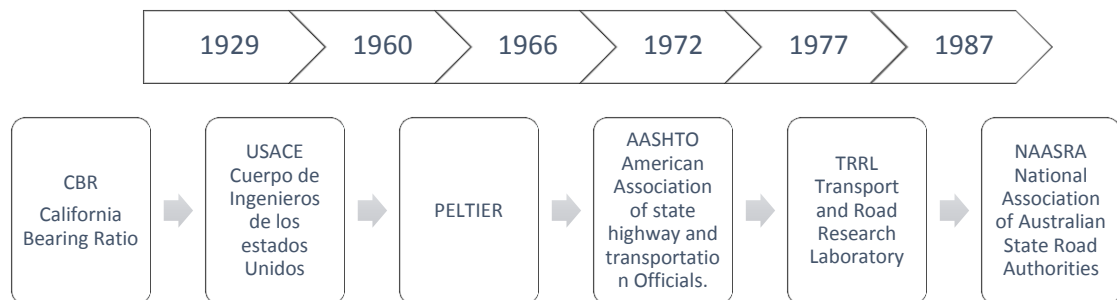 1929
1960
1966
1972
1977
1987
CBR
California
Bearing Ratio
USACE
Cuerpo de
Ingenieros
de los
estados
Unidos
PELTIER
AASHTO
American
Association
of state
highway and
transportatio
n Officials.
TRRL
Transport
and Road
Research
Laboratory
NAASRA
National
Association
of Australian
State Road
Authorities